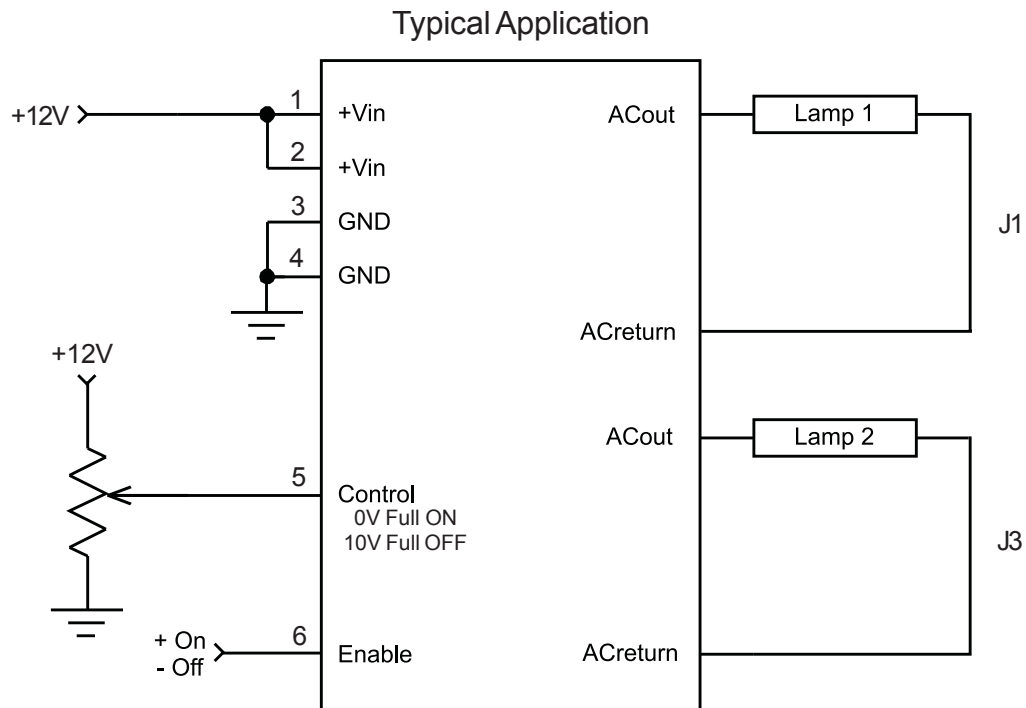 Typical Application
+12V
1
+Vin
2
+Vin
3
GND
4
GND
+12V
5
Control
0V Full ON
10V Full OFF
+ On
- Off
6
Enable
ACout
Lamp 1
J1
ACreturn
ACout
Lamp 2
J3
ACreturn